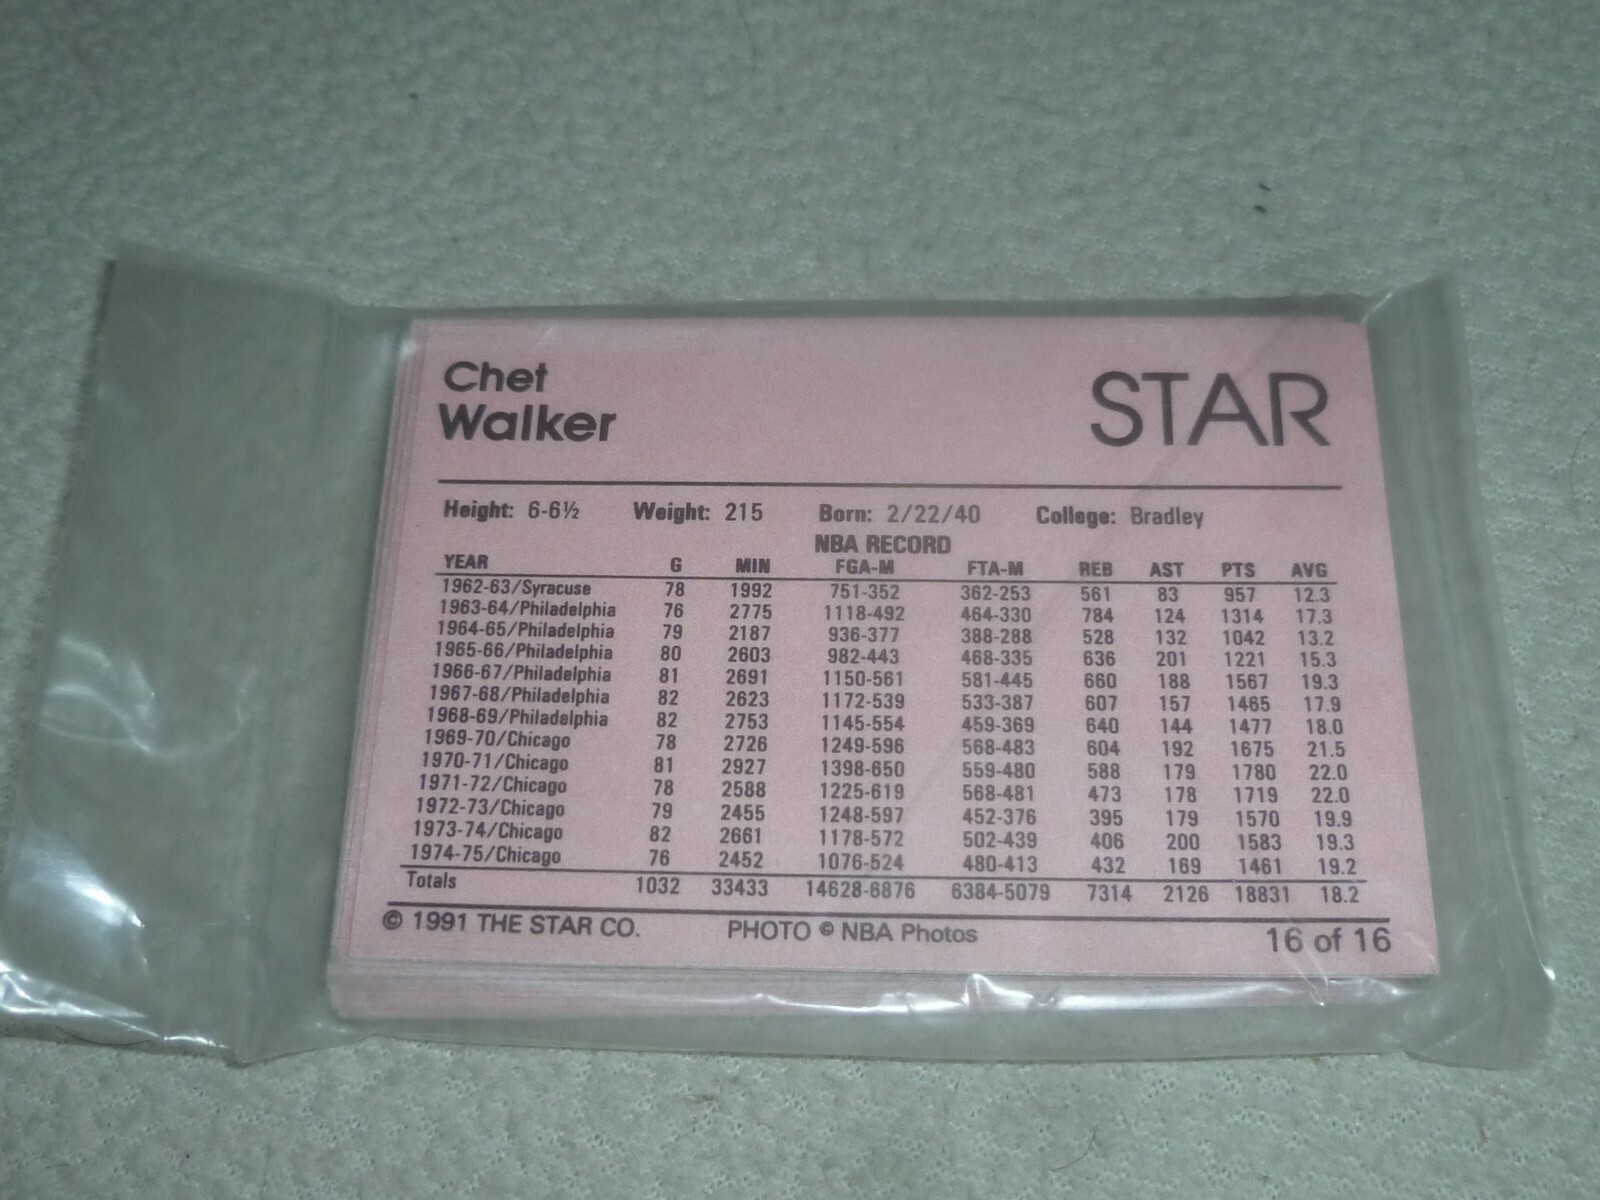 Chet
Walker
STAR
Height: 6-6½ Weight: 215 Born: 2/22/40 College: Bradley
NBA RECORD
YEAR G MIN FGA-M FTA-M REB AST PTS AVG
1962-63/Syracuse 78 1992 751-352 362-253 561 83 957 12.3
1963-64/Philadelphia 76 2775 1118-492 464-330 784 124 1314 17.3
1964-65/Philadelphia 79 2187 936-377 388-288 528 132 1042 13.2
1965-66/Philadelphia 80 2603 982-443 468-335 636 201 1221 15.3
1966-67/Philadelphia 81 2691 1150-561 581-445 660 188 1567 19.3
1967-68/Philadelphia 82 2623 1172-539 533-387 607 157 1465 17.9
1968-69/Philadelphia 82 2753 1145-554 459-369 640 144 1477 18.0
1969-70/Chicago 78 2726 1249-596 568-483 604 192 1675 21.5
1970-71/Chicago 81 2927 1398-650 559-480 588 179 1780 22.0
1971-72/Chicago 78 2588 1225-619 568-481 473 178 1719 22.0
1972-73/Chicago 79 2455 1248-597 452-376 395 179 1570 19.9
1973-74/Chicago 82 2661 1178-572 502-439 406 200 1583 19.3
1974-75/Chicago 76 2452 1076-524 480-413 432 169 1461 19.2
Totals 1032 33433 14628-6876 6384-5079 7314 2126 18831 18.2
© 1991 THE STAR CO. PHOTO © NBA Photos 16 of 16